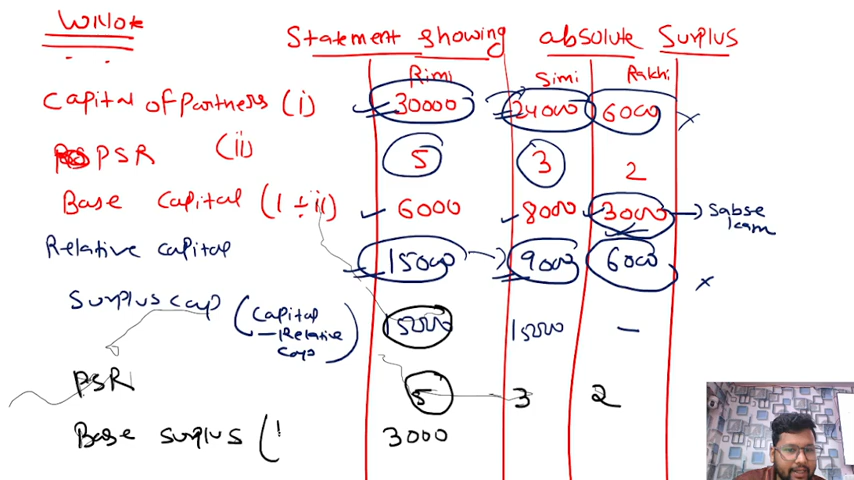 Statement showing absolute Surplus
Rimi Simi Rakhi
Capital of Partners (i) 30000 24000 6000 x
PSR (ii) 5 3 2
Base Capital (1 ÷ ii) 6000 8000 3000 → Sabse kam
Relative capital 15000 9000 6000 x
Surplus cap (Capital - Relative cap) 15000 15000 -
PSR 5 3 2
Base surplus ( 3000